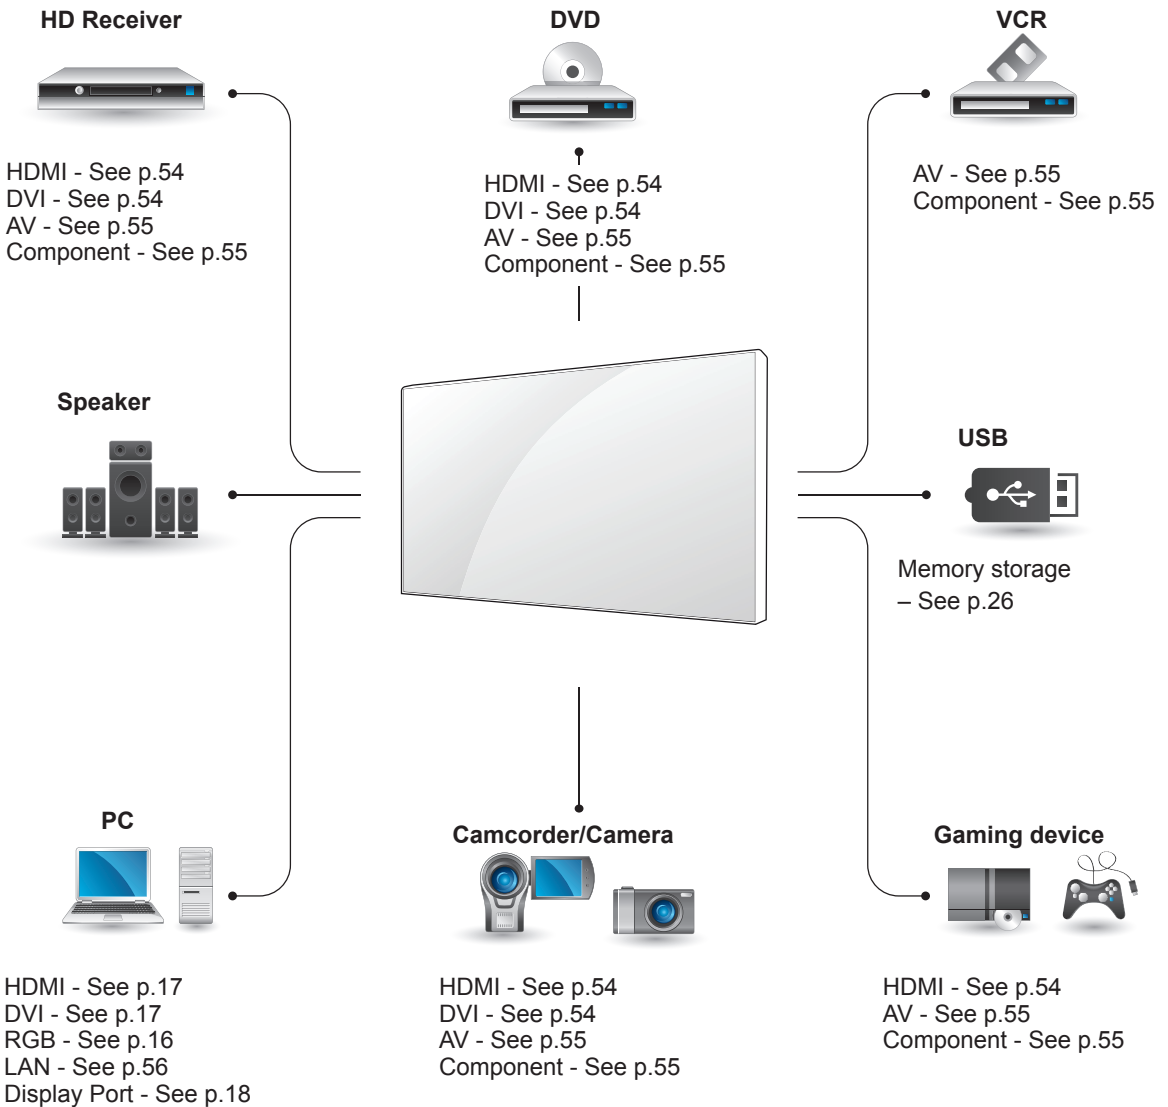 HD Receiver
HDMI - See p.54
DVI - See p.54
AV - See p.55
Component - See p.55
DVD
HDMI - See p.54
DVI - See p.54
AV - See p.55
Component - See p.55
VCR
AV - See p.55
Component - See p.55
Speaker
USB
Memory storage
– See p.26
PC
HDMI - See p.17
DVI - See p.17
RGB - See p.16
LAN - See p.56
Display Port - See p.18
Camcorder/Camera
HDMI - See p.54
DVI - See p.54
AV - See p.55
Component - See p.55
Gaming device
HDMI - See p.54
AV - See p.55
Component - See p.55